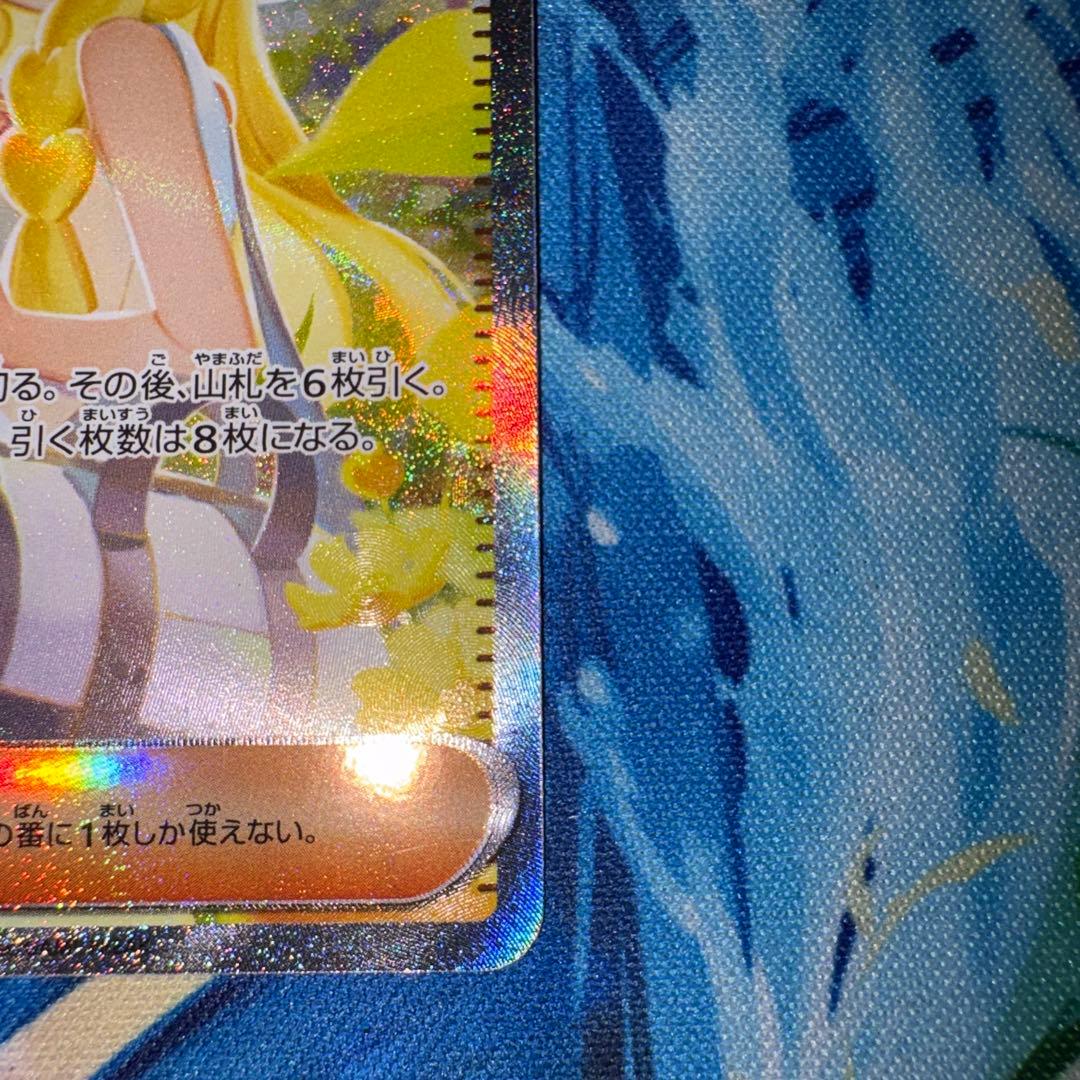 る。その後、山札を6枚引く。
引く枚数は8枚になる。
の番に1枚しか使えない。